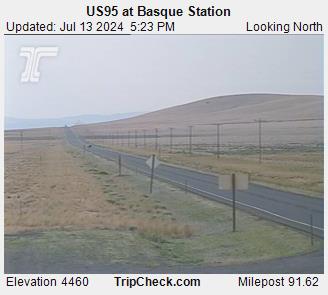 US95 at Basque Station
Updated: Jul 13 2024 5:23 PM Looking North
Elevation 4460 TripCheck.com Milepost 91.62